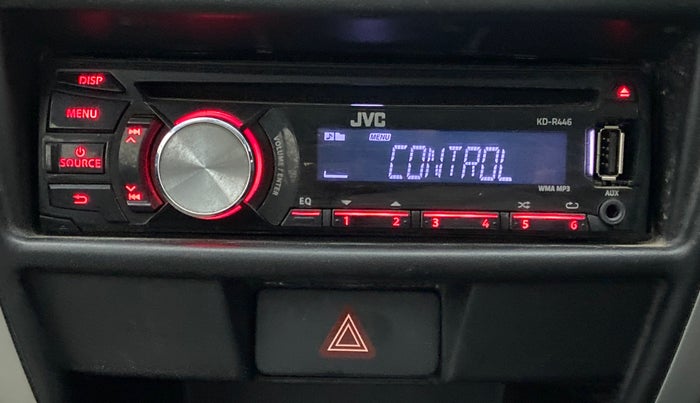 DISP
MENU
SOURCE
VOLUME / ENTER
JVC
KD-R446
MENU
CONTROL
WMA MP3
AUX
EQ
1 2 3 4 5 6